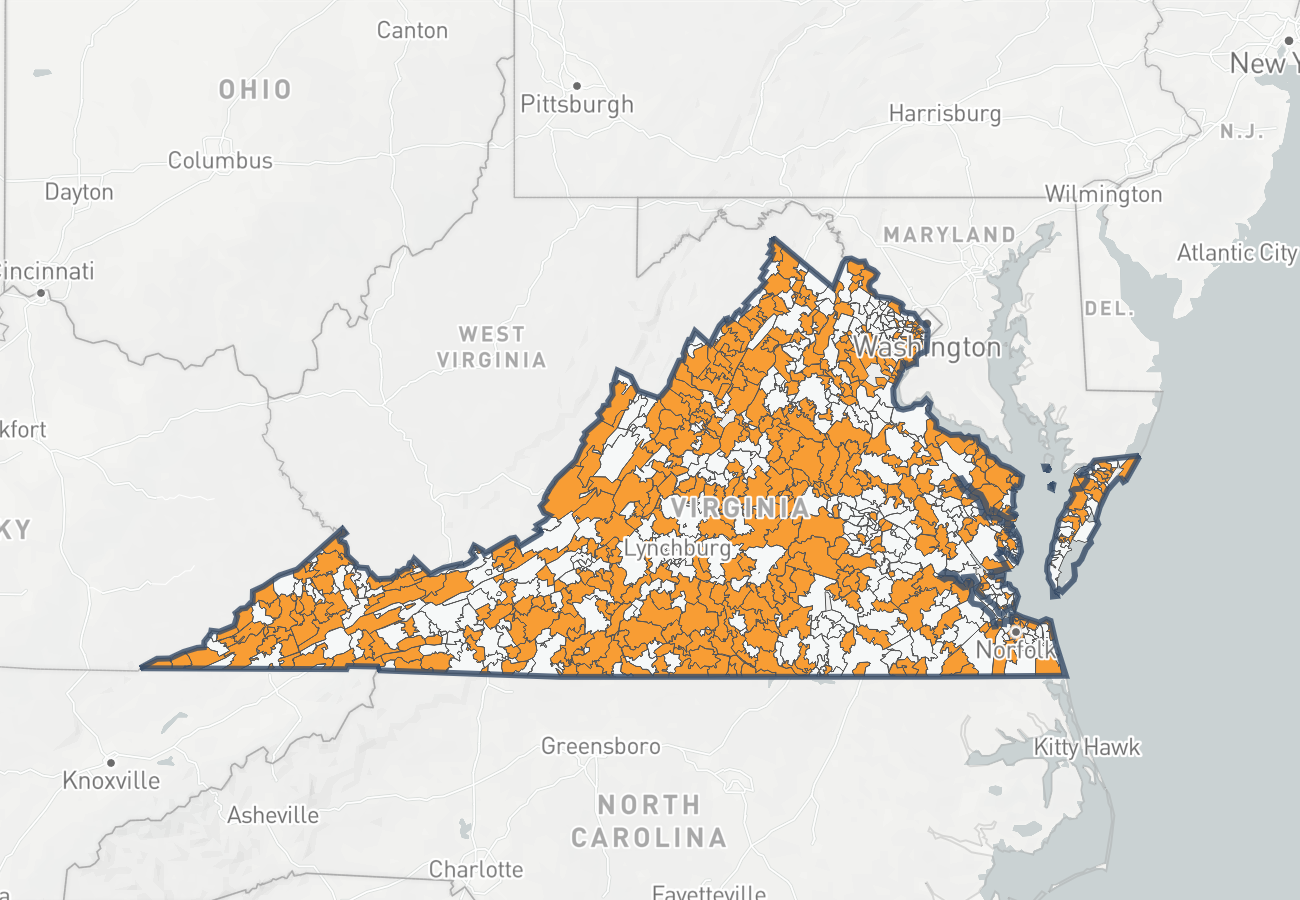 Canton
New Y
OHIO
Pittsburgh
Harrisburg
N.J.
Columbus
Dayton
Wilmington
MARYLAND
Atlantic City
incinnati
DEL.
WEST
VIRGINIA
Washington
kfort
VIRGINIA
KY
Lynchburg
Norfolk
Greensboro
Kitty Hawk
Knoxville
NORTH
CAROLINA
Asheville
Charlotte
Fayetteville
a